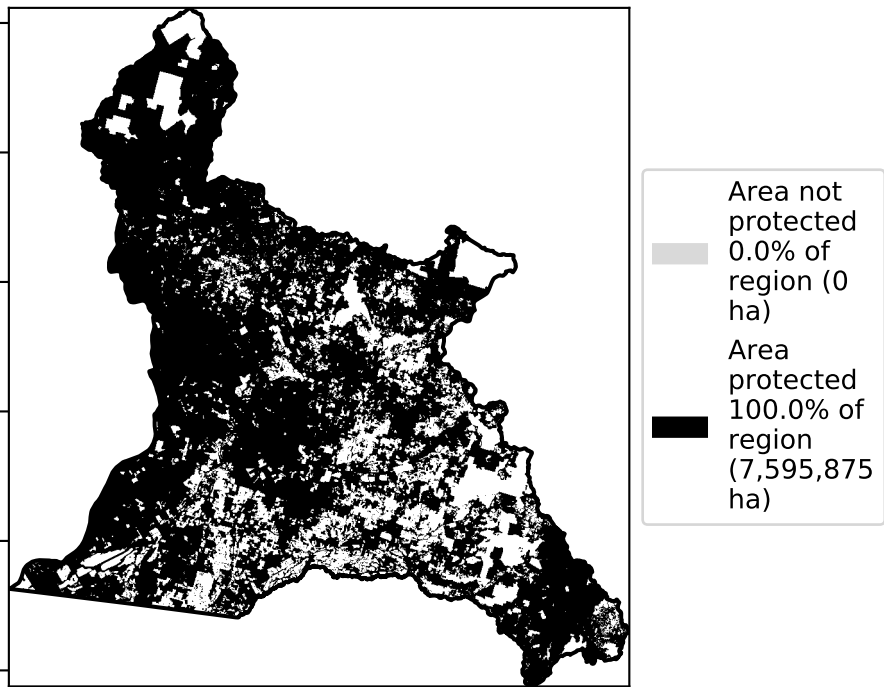 Area not
protected
0.0% of
region (0
ha)
Area
protected
100.0% of
region
(7,595,875
ha)